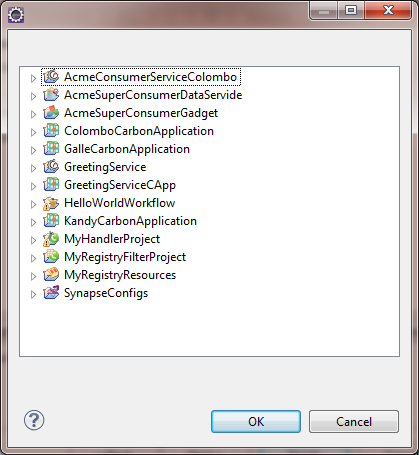 AcmeConsumerServiceColombo
AcmeSuperConsumerDataServide
AcmeSuperConsumerGadget
ColomboCarbonApplication
GalleCarbonApplication
GreetingService
GreetingServiceCApp
HelloWorldWorkflow
KandyCarbonApplication
MyHandlerProject
MyRegistryFilterProject
MyRegistryResources
SynapseConfigs
OK
Cancel